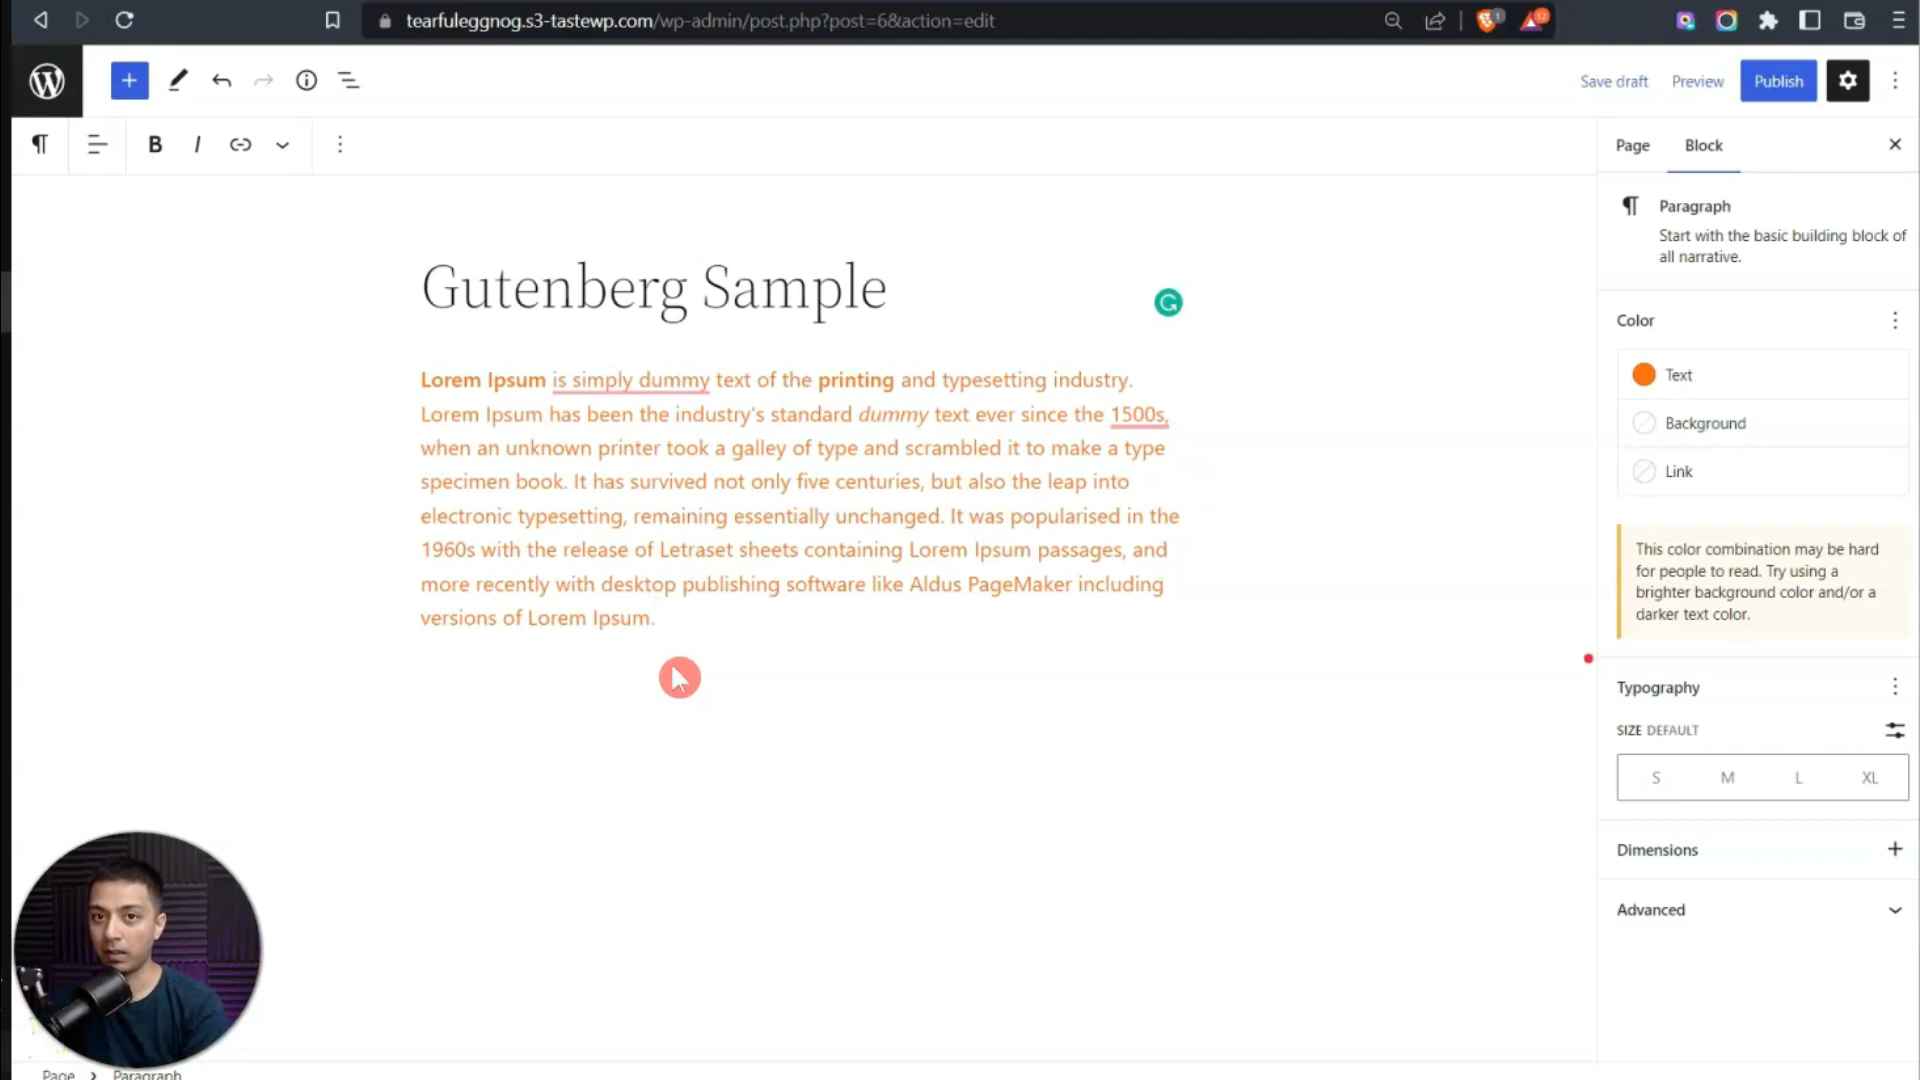 tearfuleggnog.s3-tastewp.com/wp-admin/post.php?post=6&action=edit
1
12
Save draft
Preview
Publish
B
I
Page
Block
Paragraph
Start with the basic building block of
all narrative.
Gutenberg Sample
Lorem Ipsum is simply dummy text of the printing and typesetting industry.
Lorem Ipsum has been the industry's standard dummy text ever since the 1500s,
when an unknown printer took a galley of type and scrambled it to make a type
specimen book. It has survived not only five centuries, but also the leap into
electronic typesetting, remaining essentially unchanged. It was popularised in the
1960s with the release of Letraset sheets containing Lorem Ipsum passages, and
more recently with desktop publishing software like Aldus PageMaker including
versions of Lorem Ipsum.
Color
Text
Background
Link
This color combination may be hard
for people to read. Try using a
brighter background color and/or a
darker text color.
Typography
SIZE DEFAULT
S M L XL
Dimensions
Advanced
Page > Paragraph